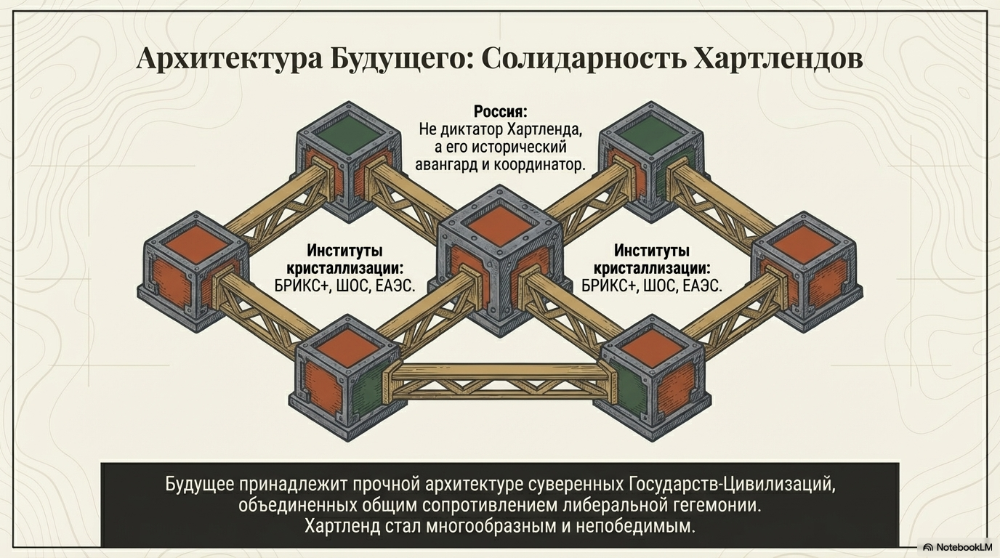 Архитектура Будущего: Солидарность Хартлендов
Россия:
Не диктатор Хартленда,
а его исторический
авангард и координатор.
Институты
кристаллизации:
БРИКС+, ШОС, ЕАЭС.
Институты
кристаллизации:
БРИКС+, ШОС, ЕАЭС.
Будущее принадлежит прочной архитектуре суверенных Государств-Цивилизаций,
объединенных общим сопротивлением либеральной гегемонии.
Хартленд стал многообразным и непобедимым.
NotebookLM